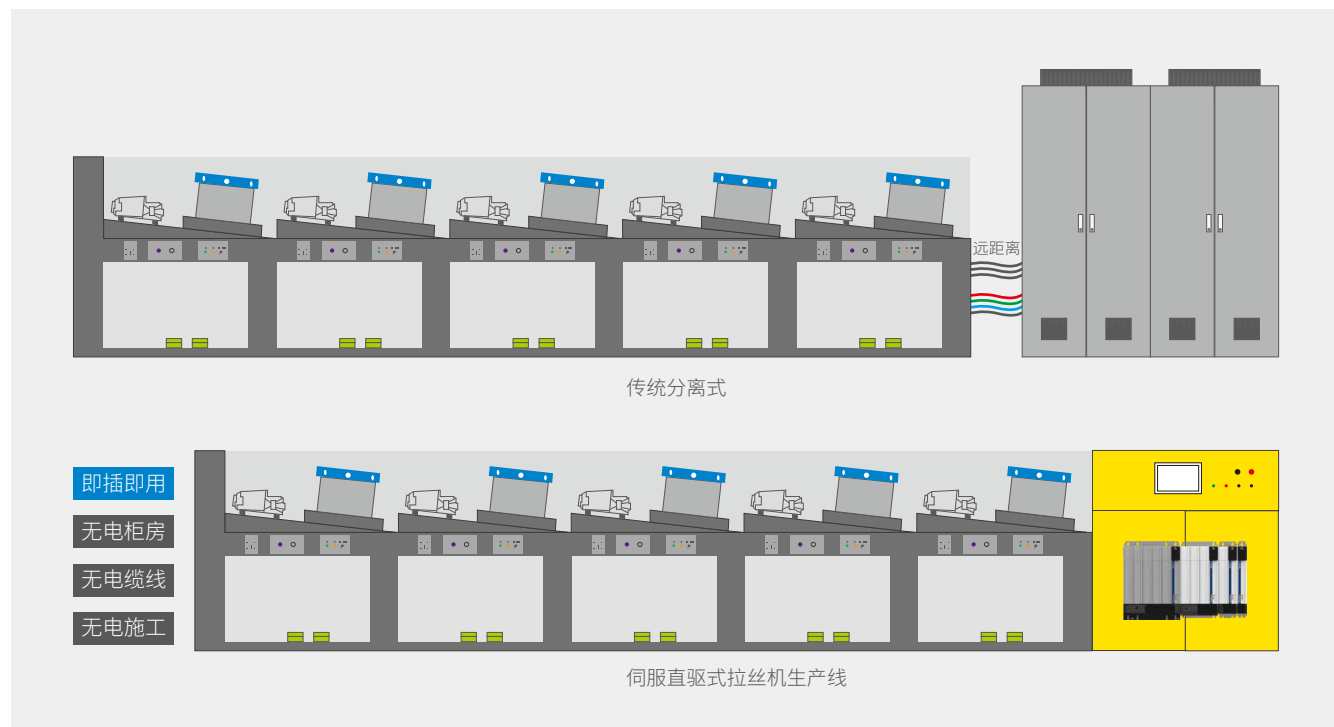 远距离
传统分离式
即插即用
无电柜房
无电缆线
无电施工
伺服直驱式拉丝机生产线